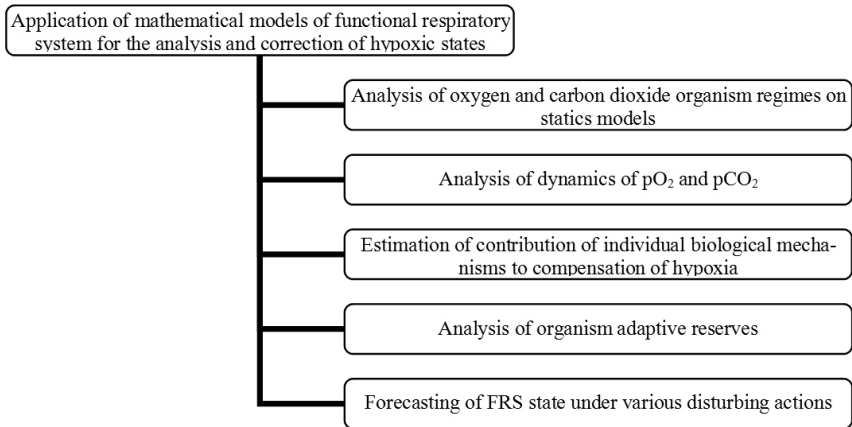 Application of mathematical models of functional respiratory
system for the analysis and correction of hypoxic states
Analysis of oxygen and carbon dioxide organism regimes on
statics models
Analysis of dynamics of pO₂ and pCO₂
Estimation of contribution of individual biological mecha-
nisms to compensation of hypoxia
Analysis of organism adaptive reserves
Forecasting of FRS state under various disturbing actions